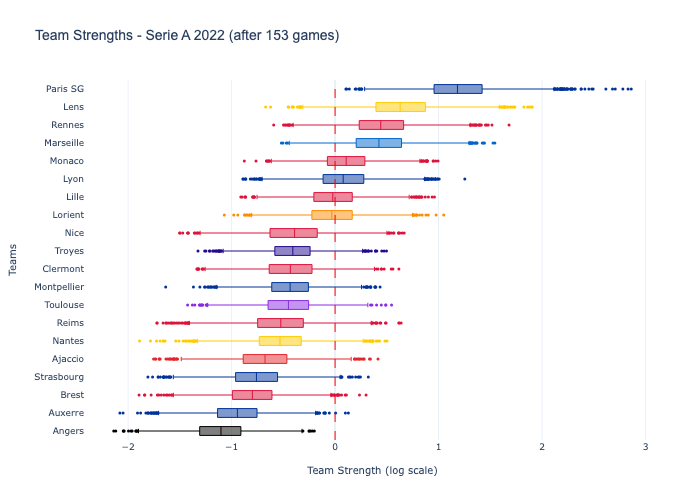 Team Strengths - Serie A 2022 (after 153 games)
Paris SG
Lens
Rennes
Marseille
Monaco
Lyon
Lille
Lorient
Nice
Troyes
Clermont
Montpellier
Toulouse
Reims
Nantes
Ajaccio
Strasbourg
Brest
Auxerre
Angers
Teams
−2 −1 0 1 2 3
Team Strength (log scale)